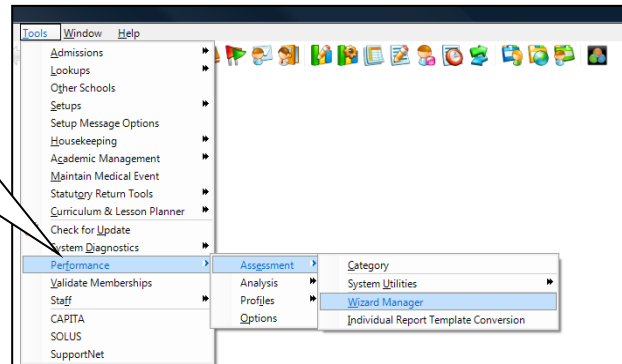 Tools Window Help
Admissions
Lookups
Other Schools
Setups
Setup Message Options
Housekeeping
Academic Management
Maintain Medical Event
Statutory Return Tools
Curriculum & Lesson Planner
Check for Update
System Diagnostics
Performance
Validate Memberships
Staff
CAPITA
SOLUS
SupportNet
Assessment
Analysis
Profiles
Options
Category
System Utilities
Wizard Manager
Individual Report Template Conversion